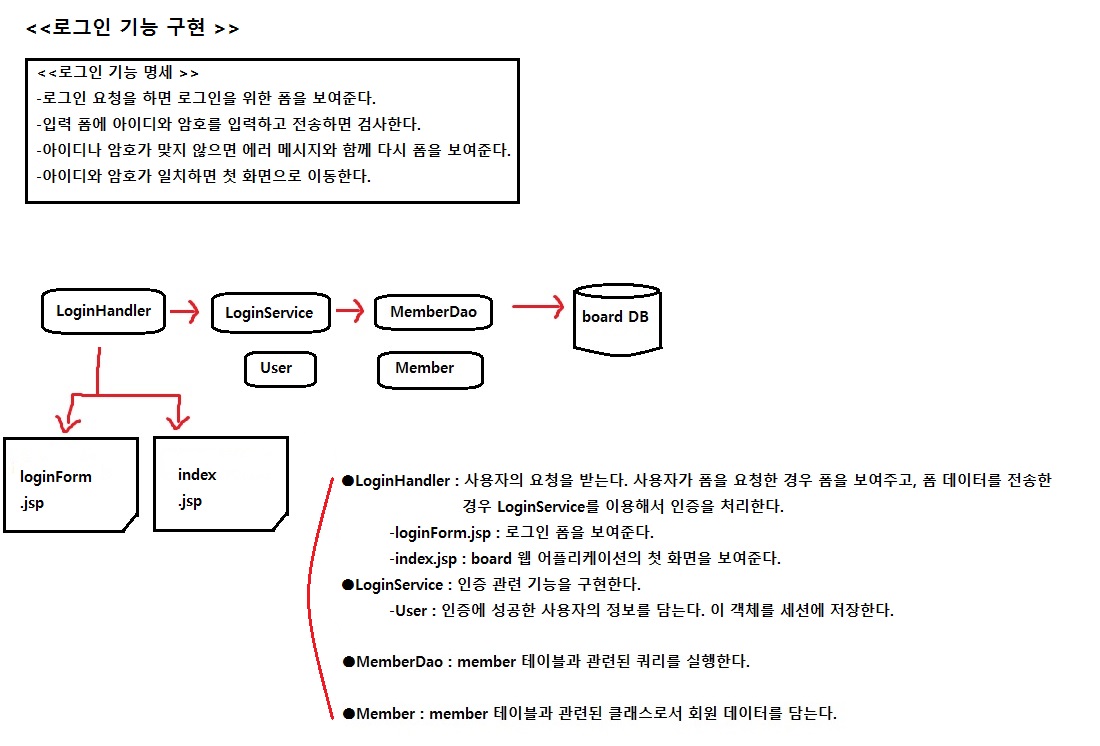 <<로그인 기능 구현 >>
<<로그인 기능 명세 >>
-로그인 요청을 하면 로그인을 위한 폼을 보여준다.
-입력 폼에 아이디와 암호를 입력하고 전송하면 검사한다.
-아이디나 암호가 맞지 않으면 에러 메시지와 함께 다시 폼을 보여준다.
-아이디와 암호가 일치하면 첫 화면으로 이동한다.
LoginHandler
LoginService
MemberDao
board DB
User
Member
loginForm
.jsp
index
.jsp
●LoginHandler : 사용자의 요청을 받는다. 사용자가 폼을 요청한 경우 폼을 보여주고, 폼 데이터를 전송한
경우 LoginService를 이용해서 인증을 처리한다.
-loginForm.jsp : 로그인 폼을 보여준다.
-index.jsp : board 웹 어플리케이션의 첫 화면을 보여준다.
●LoginService : 인증 관련 기능을 구현한다.
-User : 인증에 성공한 사용자의 정보를 담는다. 이 객체를 세션에 저장한다.
●MemberDao : member 테이블과 관련된 쿼리를 실행한다.
●Member : member 테이블과 관련된 클래스로서 회원 데이터를 담는다.